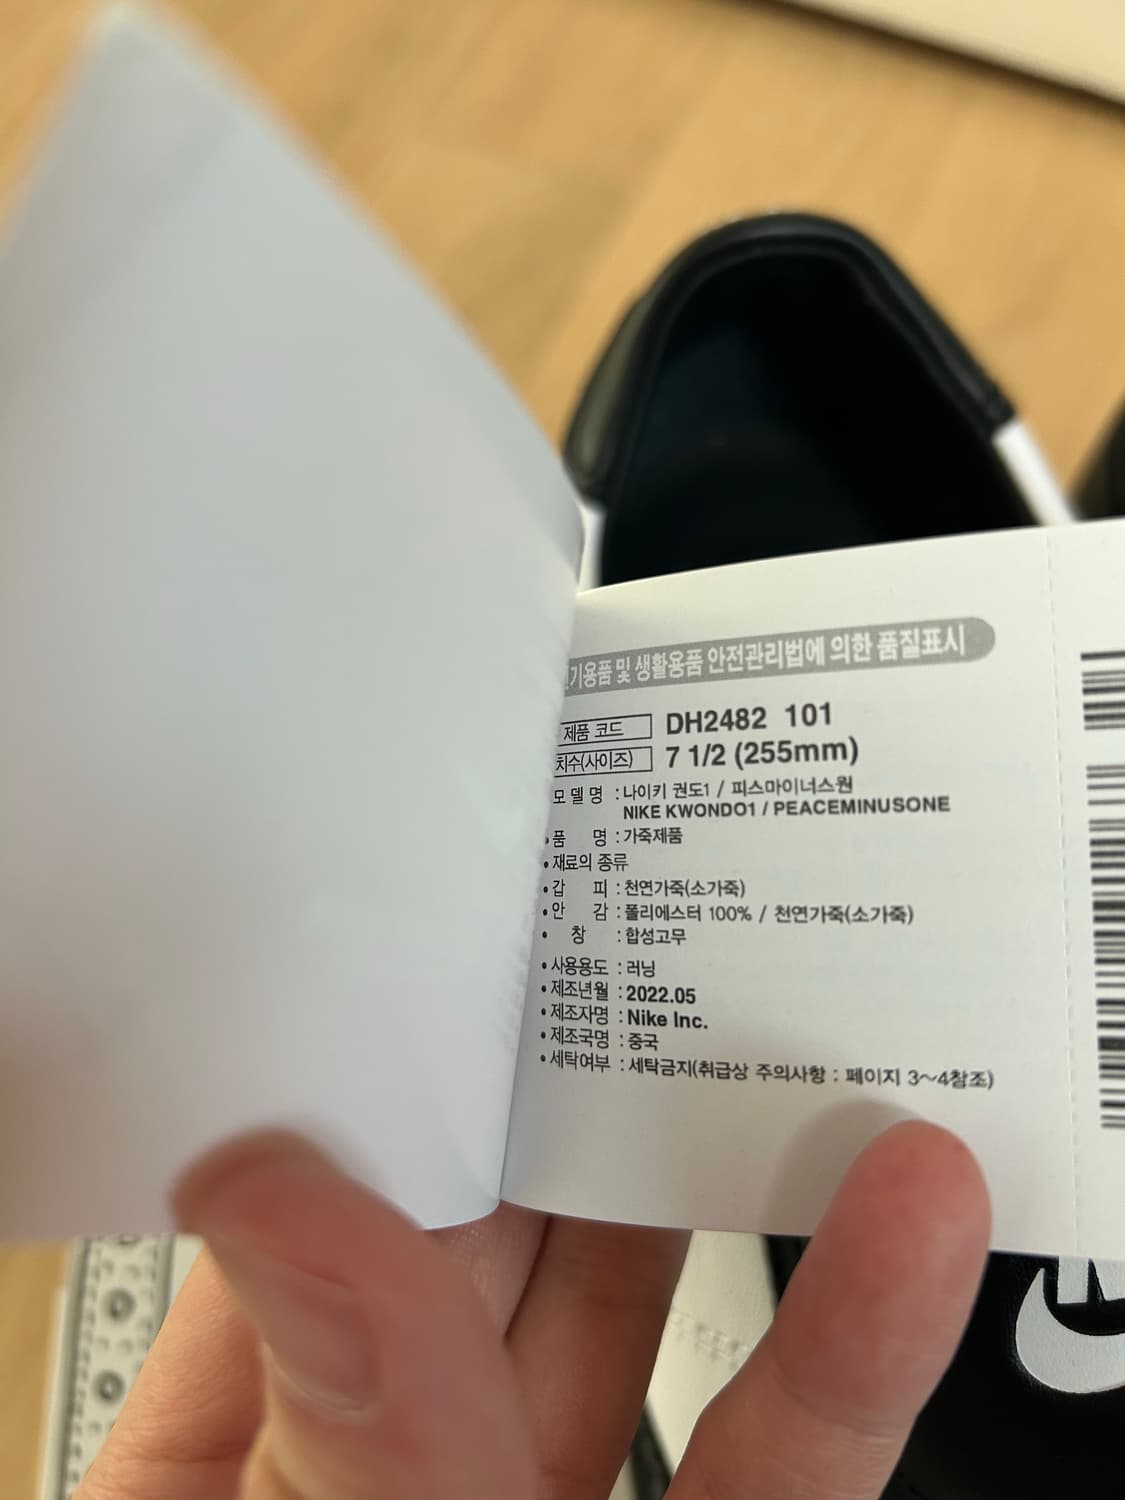 전기용품 및 생활용품 안전관리법에 의한 품질표시
제품 코드 DH2482 101
치수(사이즈) 7 1/2 (255mm)
모델명 : 나이키 권도1 / 피스마이너스원
NIKE KWONDO1 / PEACEMINUSONE
• 품 명 : 가죽제품
• 재료의 종류
• 갑 피 : 천연가죽(소가죽)
• 안 감 : 폴리에스터 100% / 천연가죽(소가죽)
• 창 : 합성고무
• 사용용도 : 러닝
• 제조년월 : 2022.05
• 제조자명 : Nike Inc.
• 제조국명 : 중국
• 세탁여부 : 세탁금지(취급상 주의사항 : 페이지 3~4참조)